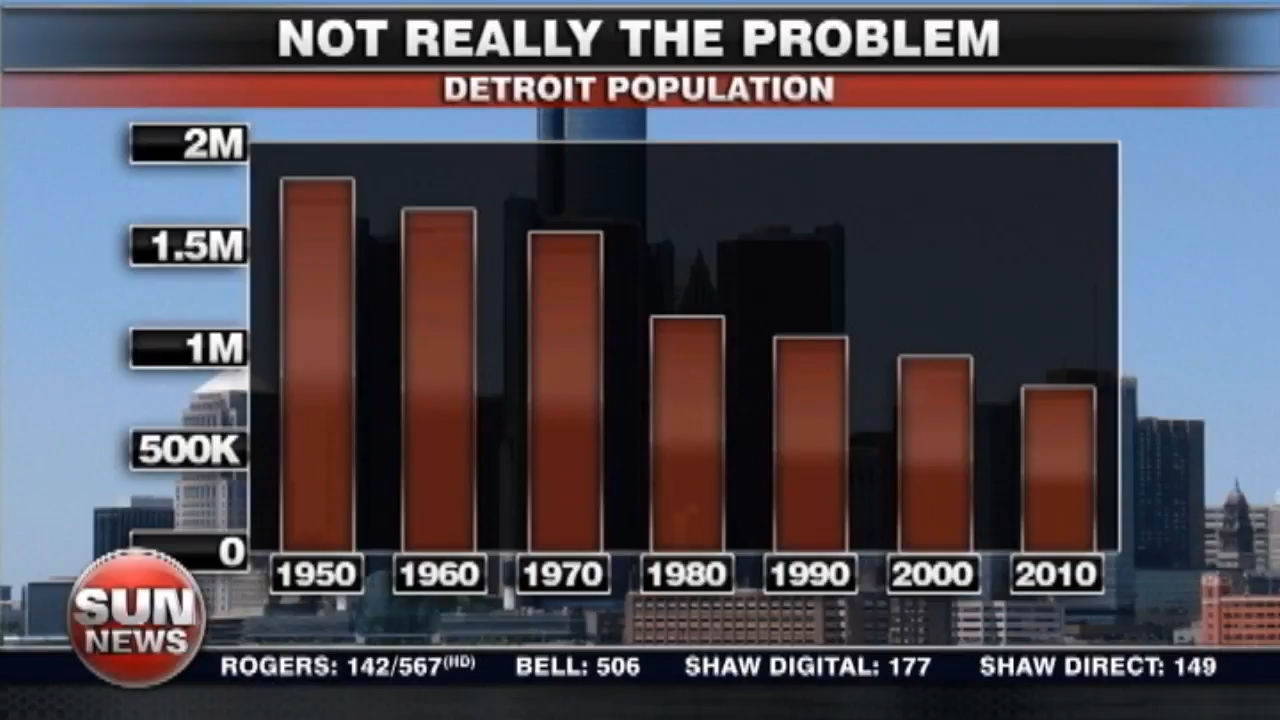 NOT REALLY THE PROBLEM
DETROIT POPULATION
2M
1.5M
1M
500K
0
1950 1960 1970 1980 1990 2000 2010
SUN
NEWS
ROGERS: 142/567(HD) BELL: 506 SHAW DIGITAL: 177 SHAW DIRECT: 149